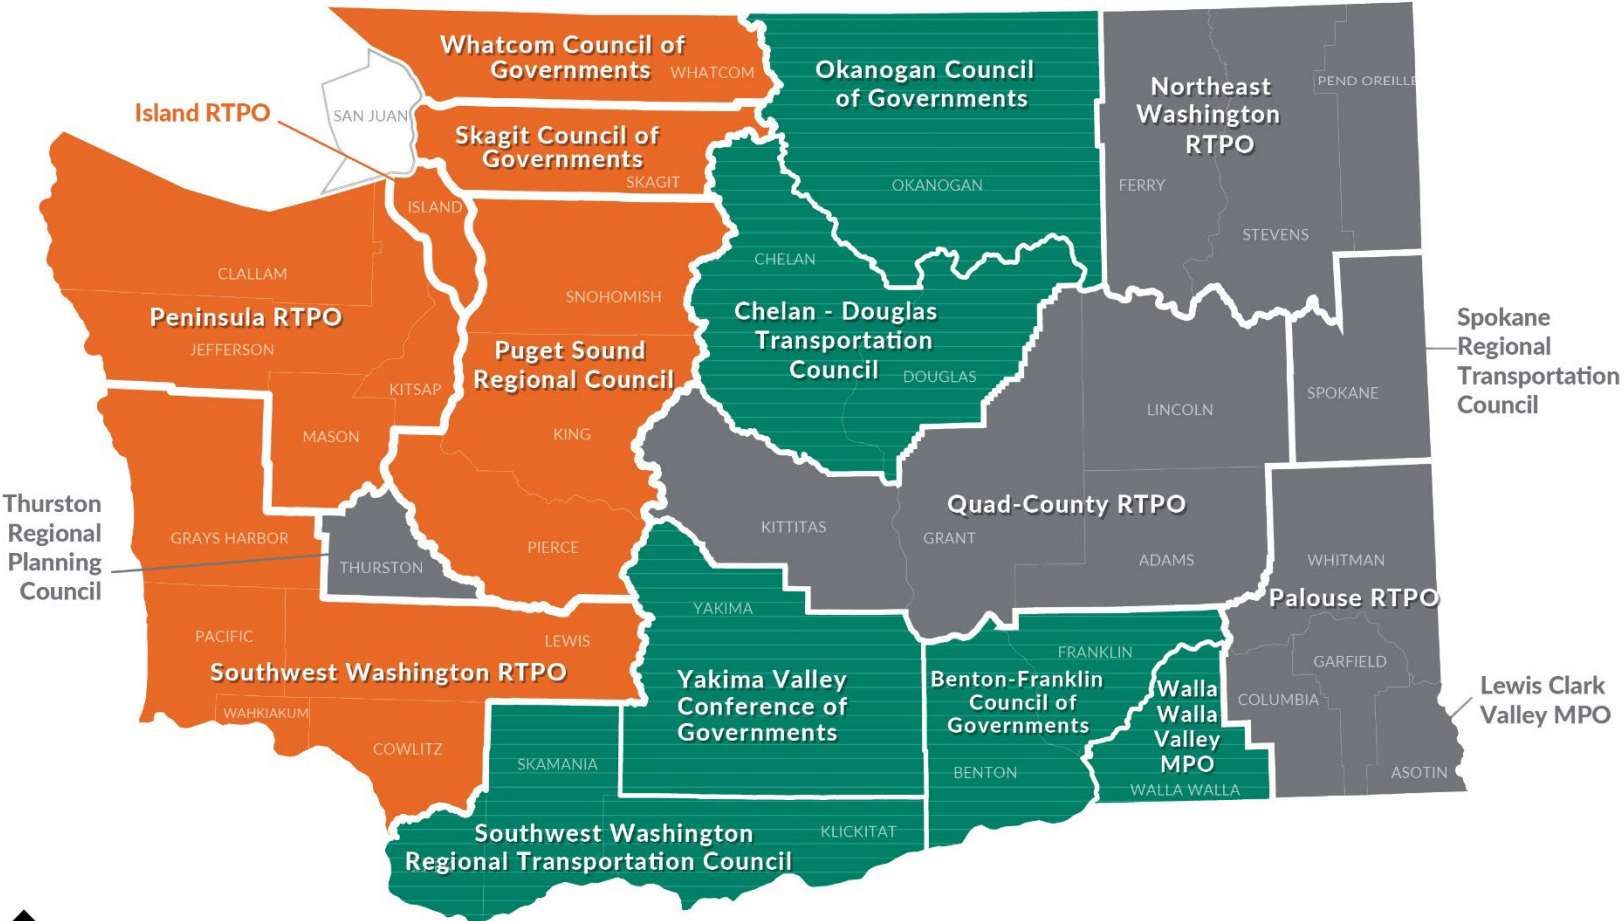 Whatcom Council of
Governments
WHATCOM
Okanogan Council
of Governments
OKANOGAN
Northeast
Washington
RTPO
PEND OREILLE
FERRY
STEVENS
Island RTPO
SAN JUAN
Skagit Council of
Governments
SKAGIT
ISLAND
CLALLAM
Peninsula RTPO
JEFFERSON
KITSAP
MASON
SNOHOMISH
Puget Sound
Regional Council
KING
PIERCE
CHELAN
Chelan - Douglas
Transportation
Council
DOUGLAS
Spokane
Regional
Transportation
Council
SPOKANE
LINCOLN
Quad-County RTPO
KITTITAS
GRANT
ADAMS
Thurston
Regional
Planning
Council
THURSTON
GRAYS HARBOR
PACIFIC
LEWIS
Southwest Washington RTPO
WAHKIAKUM
COWLITZ
YAKIMA
Yakima Valley
Conference of
Governments
FRANKLIN
Benton-Franklin
Council of
Governments
BENTON
Walla
Walla
Valley
MPO
WALLA WALLA
WHITMAN
Palouse RTPO
GARFIELD
COLUMBIA
ASOTIN
Lewis Clark
Valley MPO
SKAMANIA
KLICKITAT
Southwest Washington
Regional Transportation Council